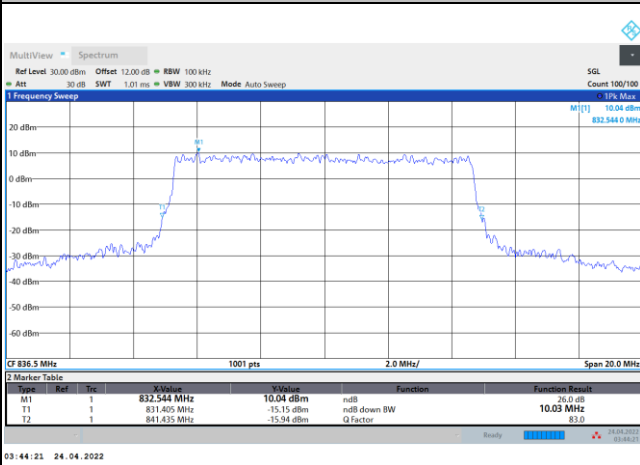 MultiView Spectrum
Ref Level 30.00 dBm Offset 12.00 dB RBW 100 kHz SGL
Att 30 dB SWT 1.01 ms VBW 300 kHz Mode Auto Sweep Count 100/100
1 Frequency Sweep 1Pk Max
M1[1] 10.04 dBm
832.544 0 MHz
20 dBm
M1
10 dBm
0 dBm
-10 dBm
T1
T2
-20 dBm
-30 dBm
-40 dBm
-50 dBm
-60 dBm
CF 836.5 MHz 1001 pts 2.0 MHz/ Span 20.0 MHz
2 Marker Table
Type Ref Trc X-Value Y-Value Function Function Result
M1 1 832.544 MHz 10.04 dBm ndB 26.0 dB
T1 1 831.405 MHz -15.15 dBm ndB down BW 10.03 MHz
T2 1 841.435 MHz -15.94 dBm Q Factor 83.0
Ready 24.04.2022
03:44:21
03:44:21 24.04.2022